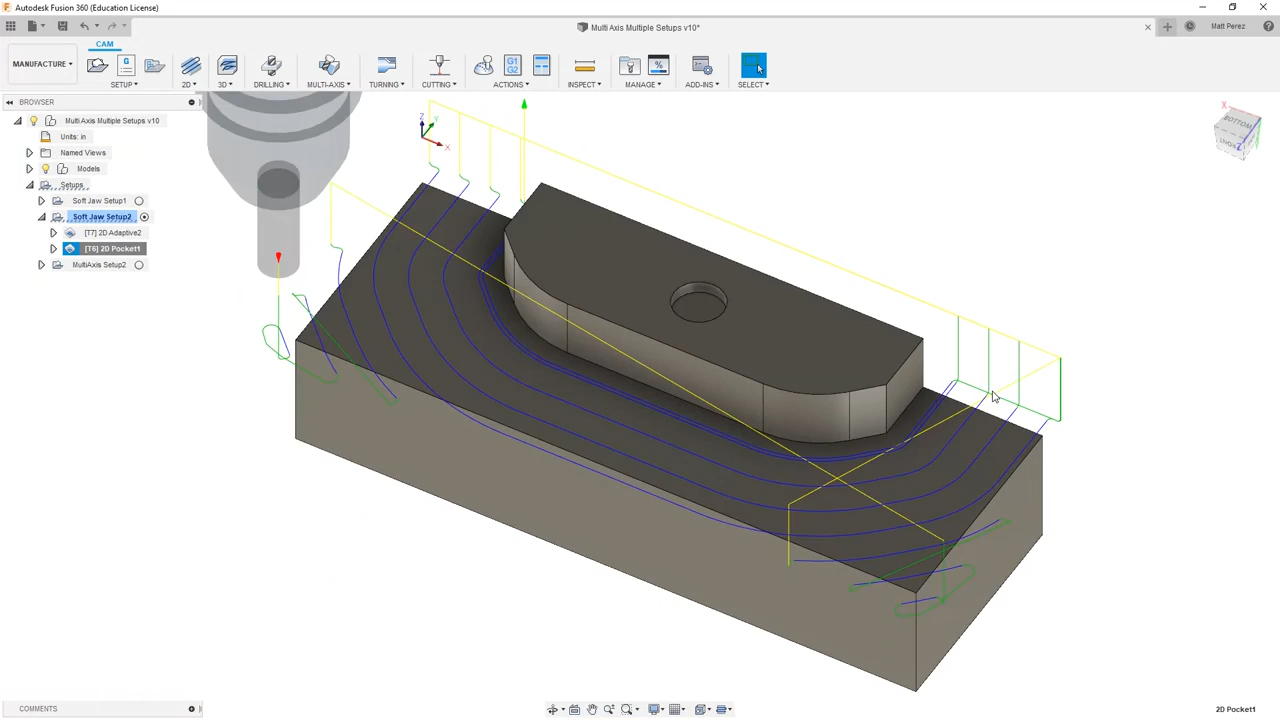 Autodesk Fusion 360 (Education License)
Multi Axis Multiple Setups v10*
Matt Perez
CAM
MANUFACTURE
G
G1
G2
%
SETUP
2D
3D
DRILLING
MULTI-AXIS
TURNING
CUTTING
ACTIONS
INSPECT
MANAGE
ADD-INS
SELECT
BROWSER
Multi Axis Multiple Setups v10
Units: in
Named Views
Models
Setups
Soft Jaw Setup1
Soft Jaw Setup2
[T7] 2D Adaptive2
[T6] 2D Pocket1
MultiAxis Setup2
Z
Y
X
X
BOTTOM
COMMENTS
2D Pocket1